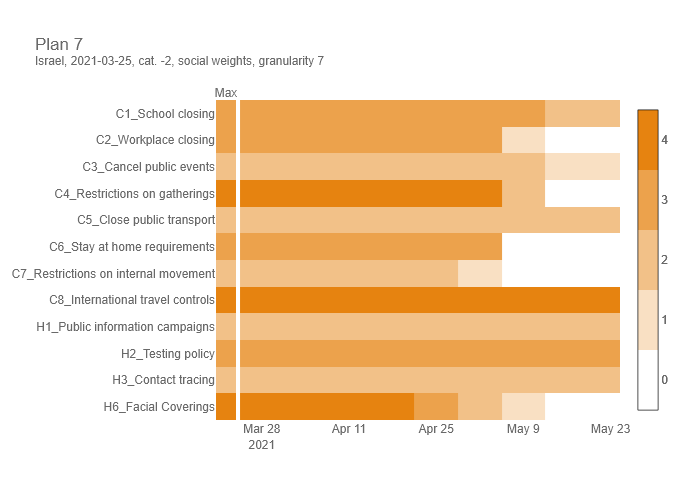 Plan 7
Israel, 2021-03-25, cat. -2, social weights, granularity 7
Max
C1_School closing
C2_Workplace closing
C3_Cancel public events
C4_Restrictions on gatherings
C5_Close public transport
C6_Stay at home requirements
C7_Restrictions on internal movement
C8_International travel controls
H1_Public information campaigns
H2_Testing policy
H3_Contact tracing
H6_Facial Coverings
Mar 28 Apr 11 Apr 25 May 9 May 23
2021
4
3
2
1
0